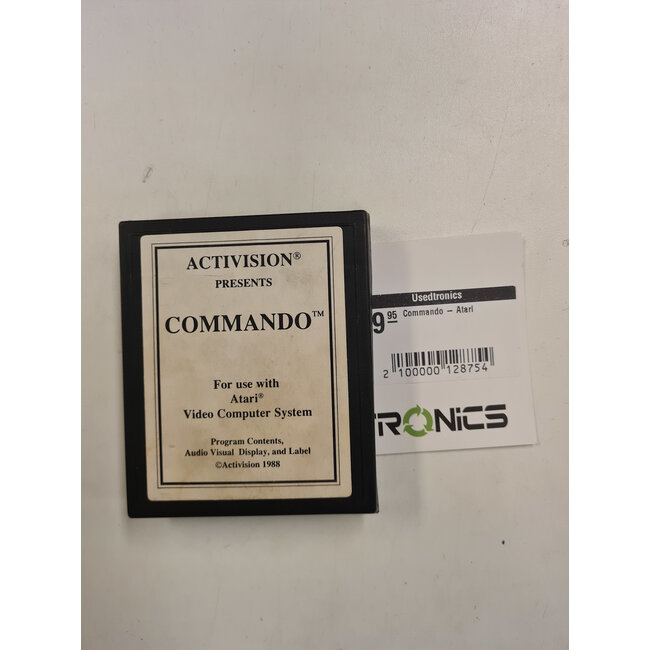 ACTIVISION®
PRESENTS
COMMANDO™
For use with
Atari®
Video Computer System
Program Contents,
Audio Visual Display, and Label
©Activision 1988
Usedtronics
9 95 Commando – Atari
2 100000 128754
TRONiCS